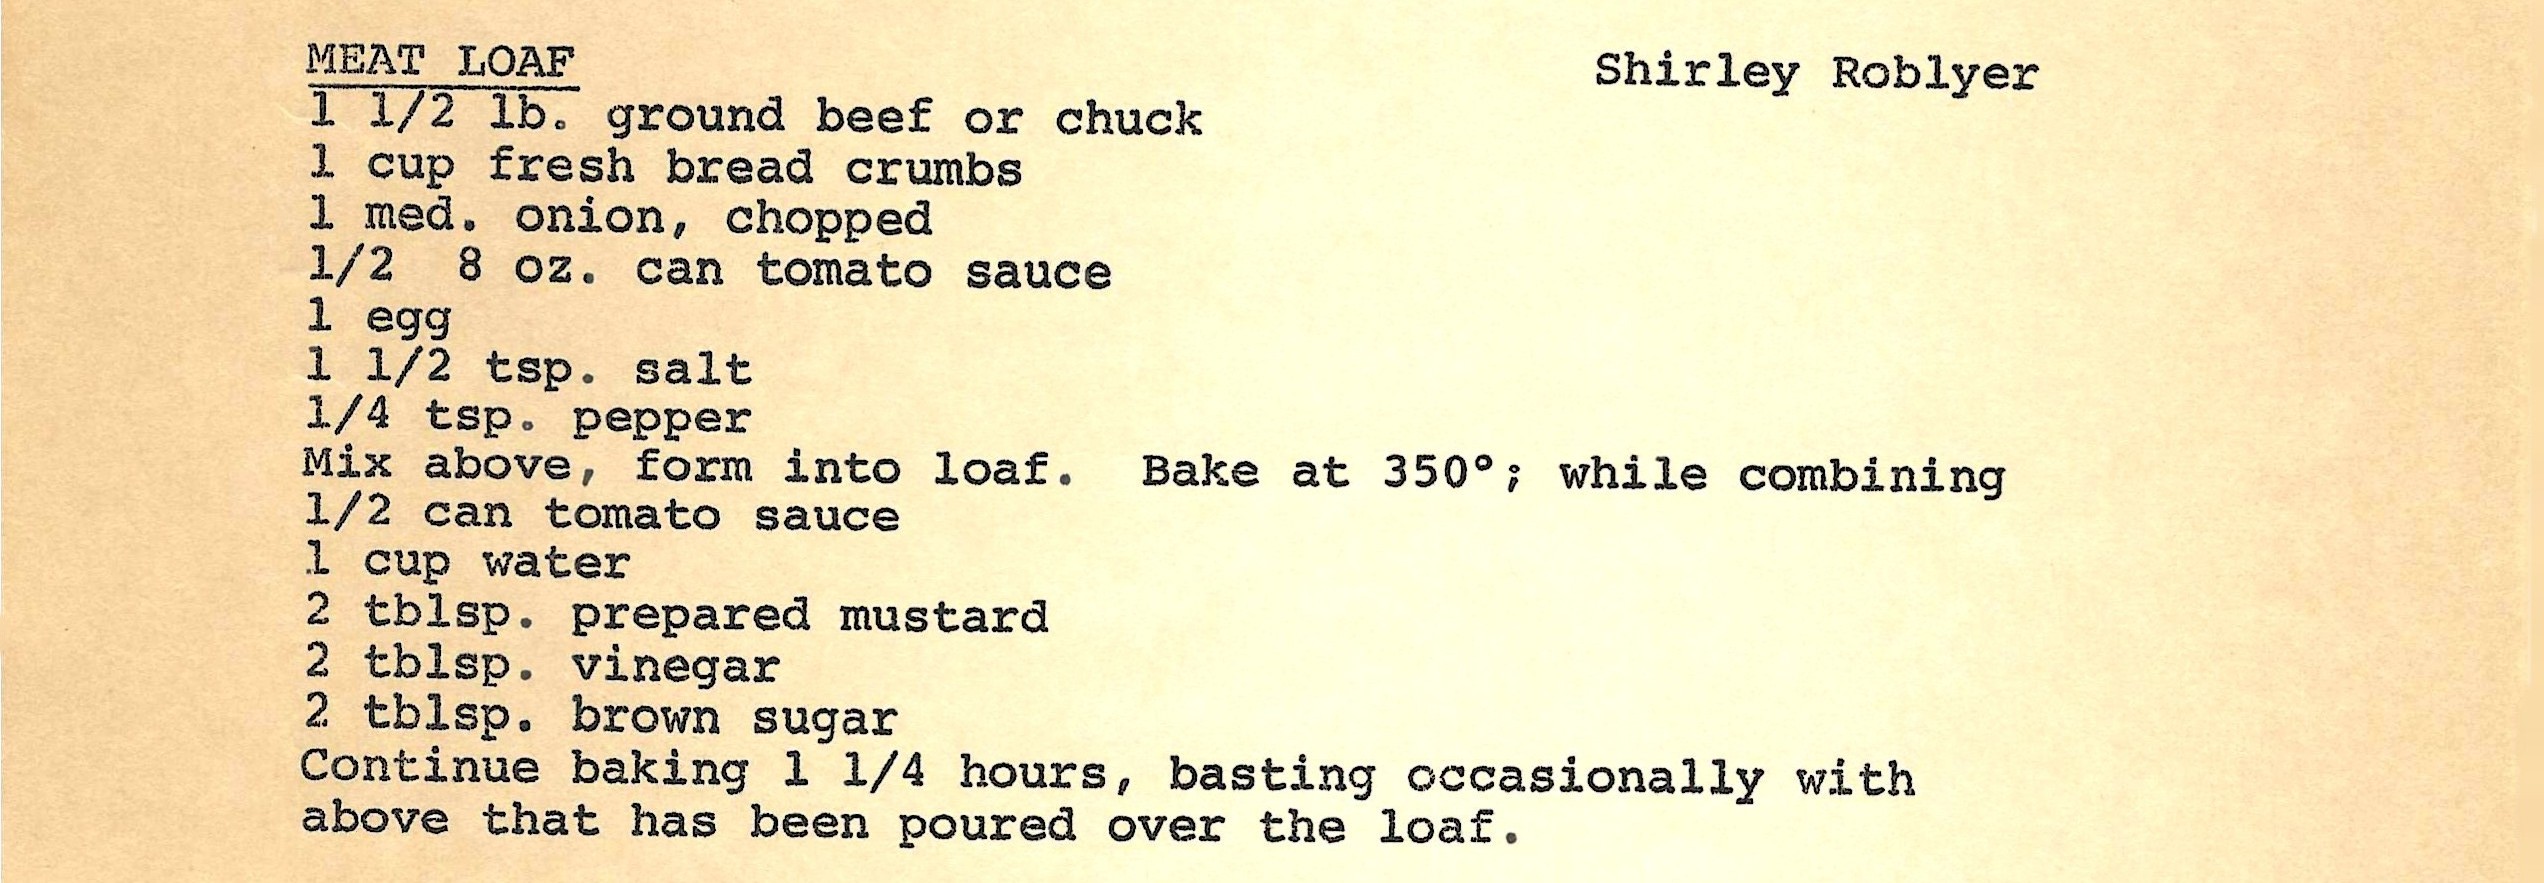 MEAT LOAF Shirley Roblyer
1 1/2 lb. ground beef or chuck
1 cup fresh bread crumbs
1 med. onion, chopped
1/2  8 oz. can tomato sauce
1 egg
1 1/2 tsp. salt
1/4 tsp. pepper
Mix above, form into loaf.  Bake at 350°; while combining
1/2 can tomato sauce
1 cup water
2 tblsp. prepared mustard
2 tblsp. vinegar
2 tblsp. brown sugar
Continue baking 1 1/4 hours, basting occasionally with
above that has been poured over the loaf.